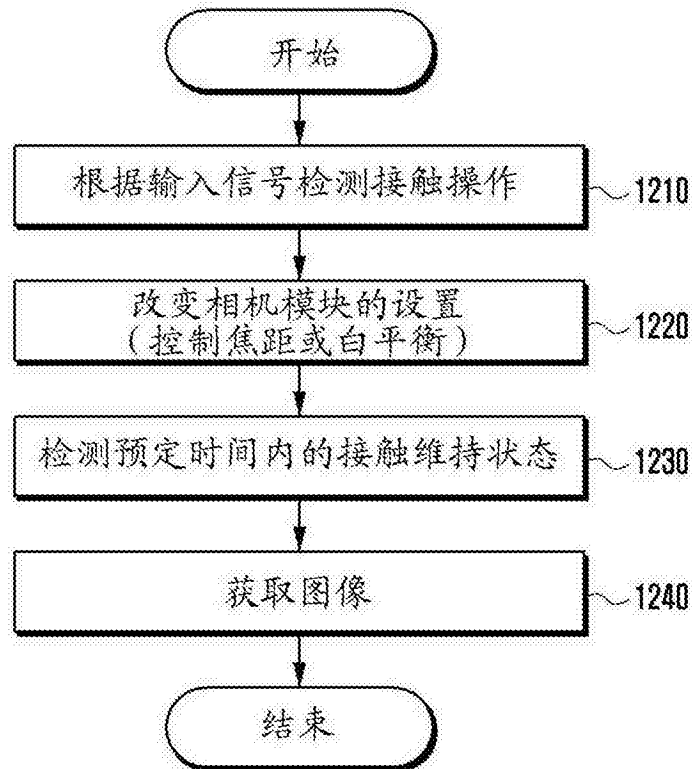 开始
根据输入信号检测接触操作
1210
改变相机模块的设置
(控制焦距或白平衡)
1220
检测预定时间内的接触维持状态
1230
获取图像
1240
结束